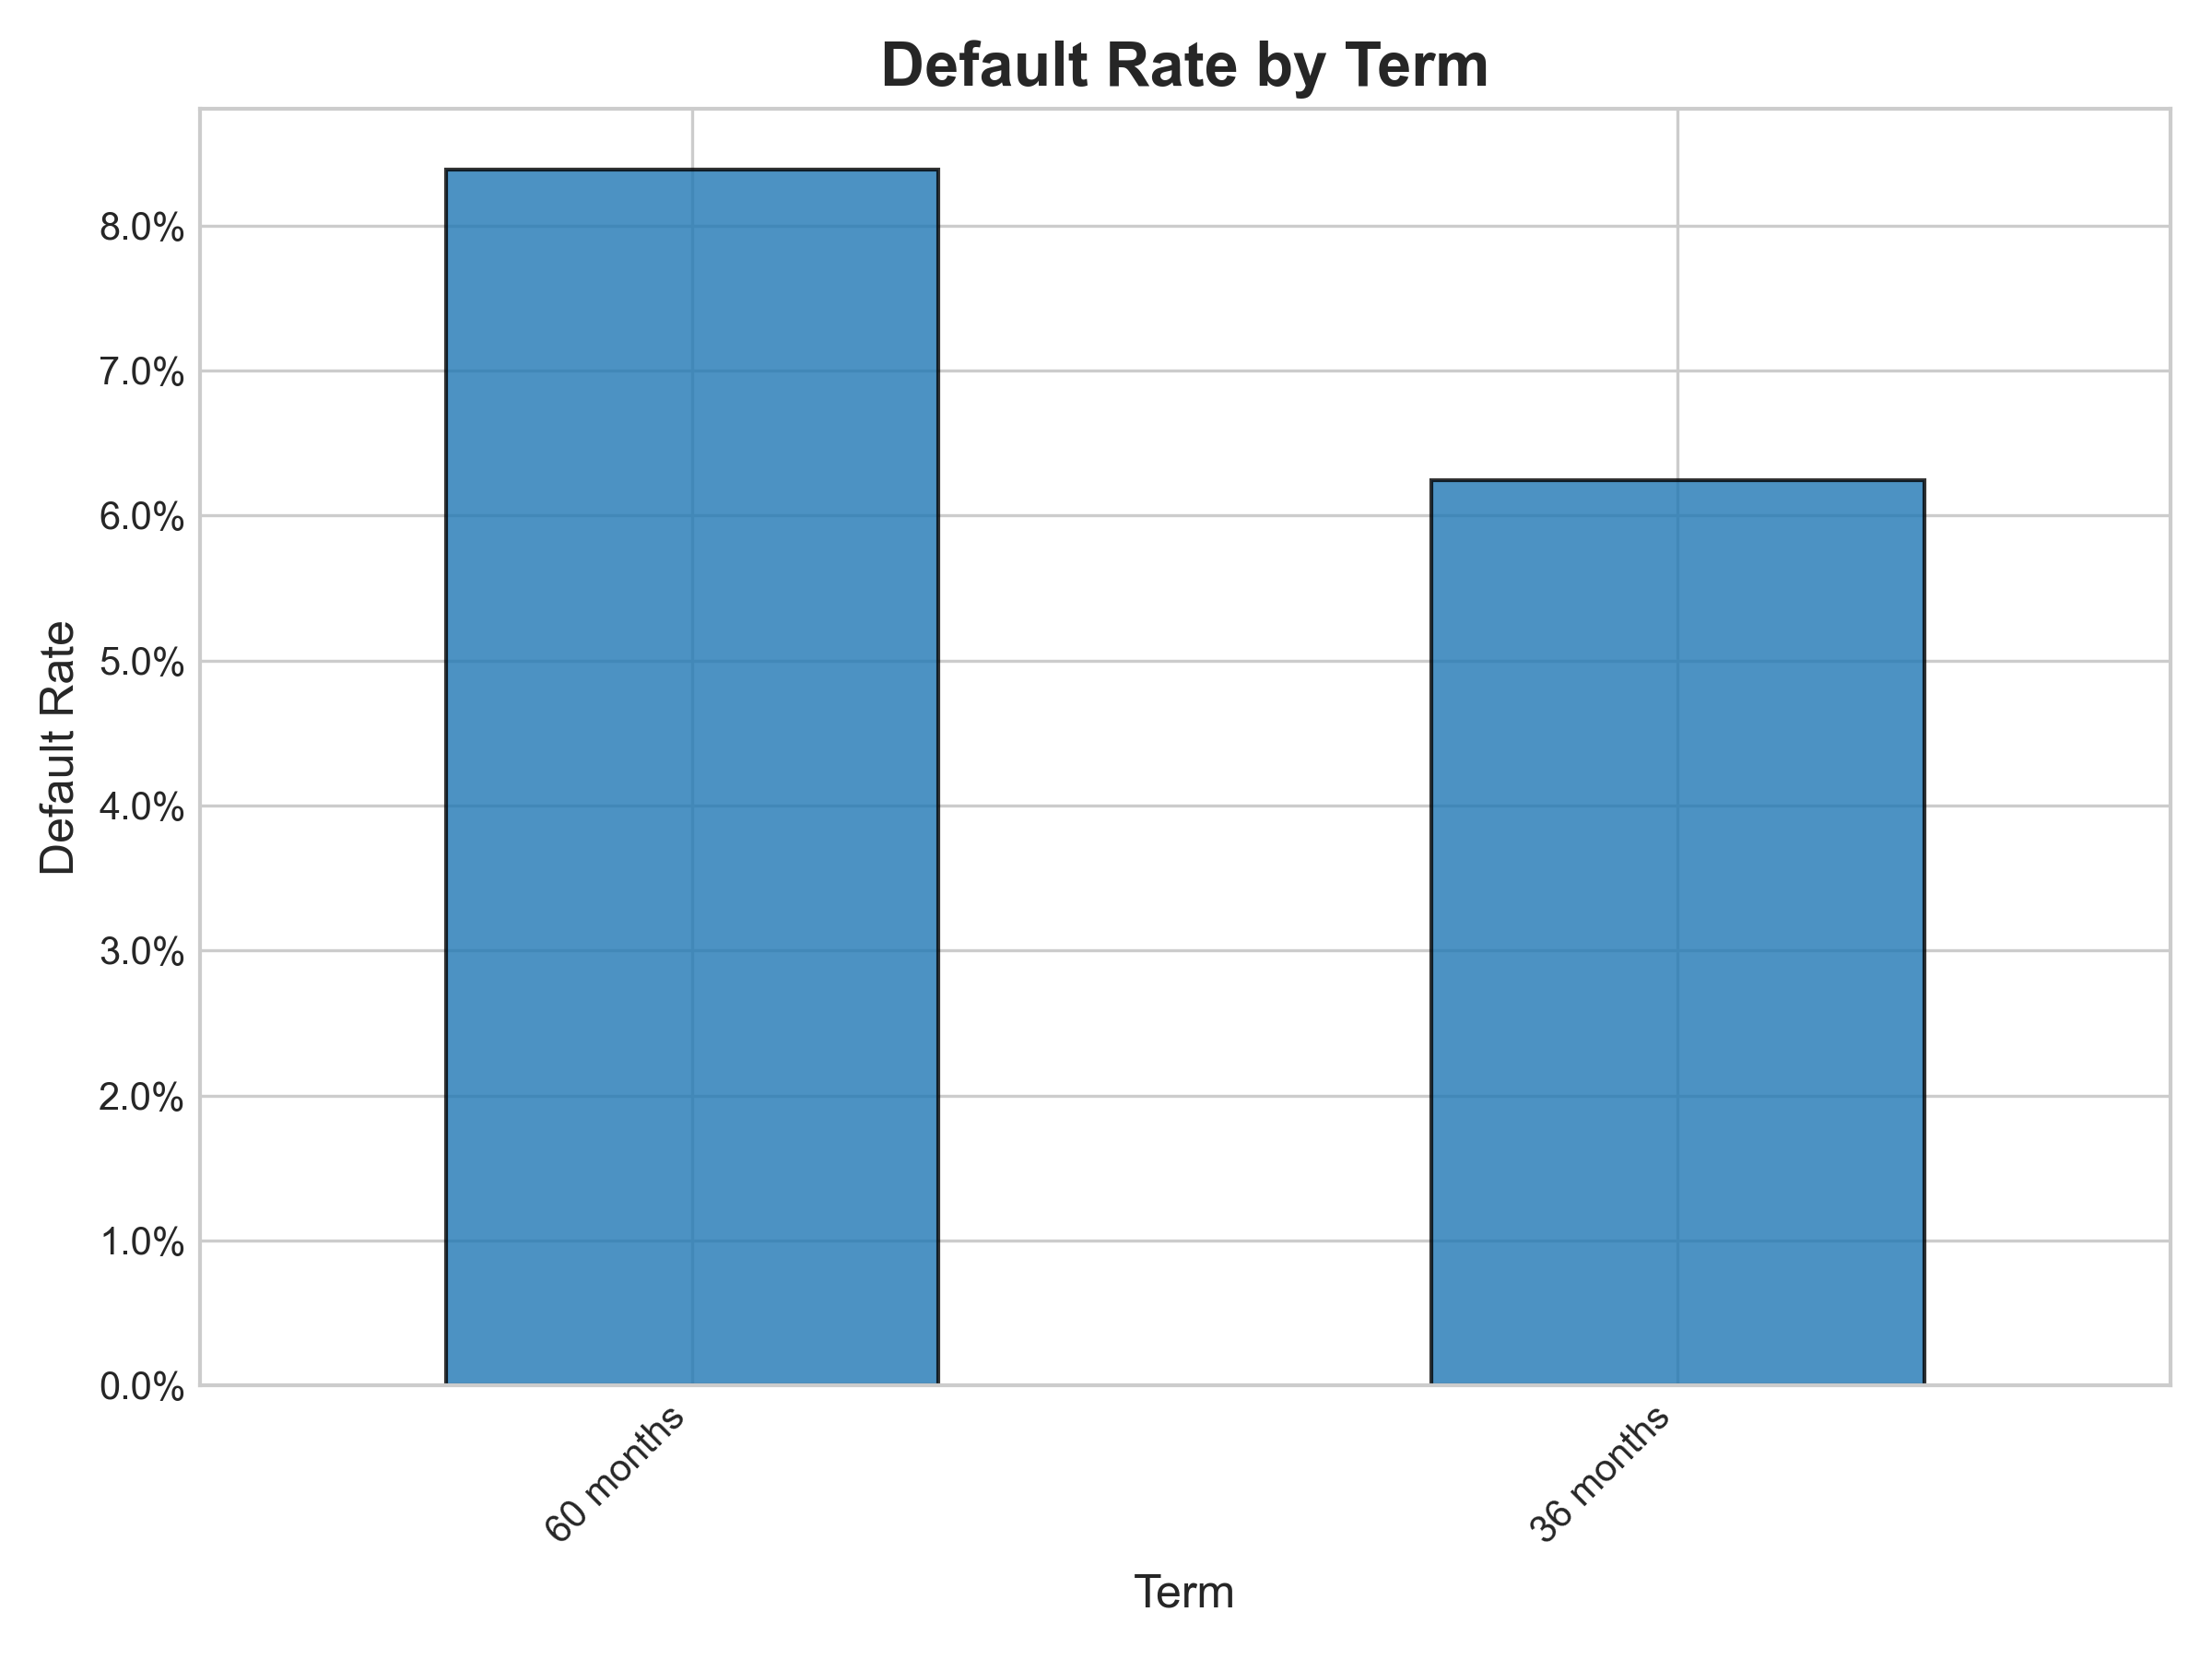 Default Rate by Term
Default Rate
8.0%
7.0%
6.0%
5.0%
4.0%
3.0%
2.0%
1.0%
0.0%
60 months
36 months
Term